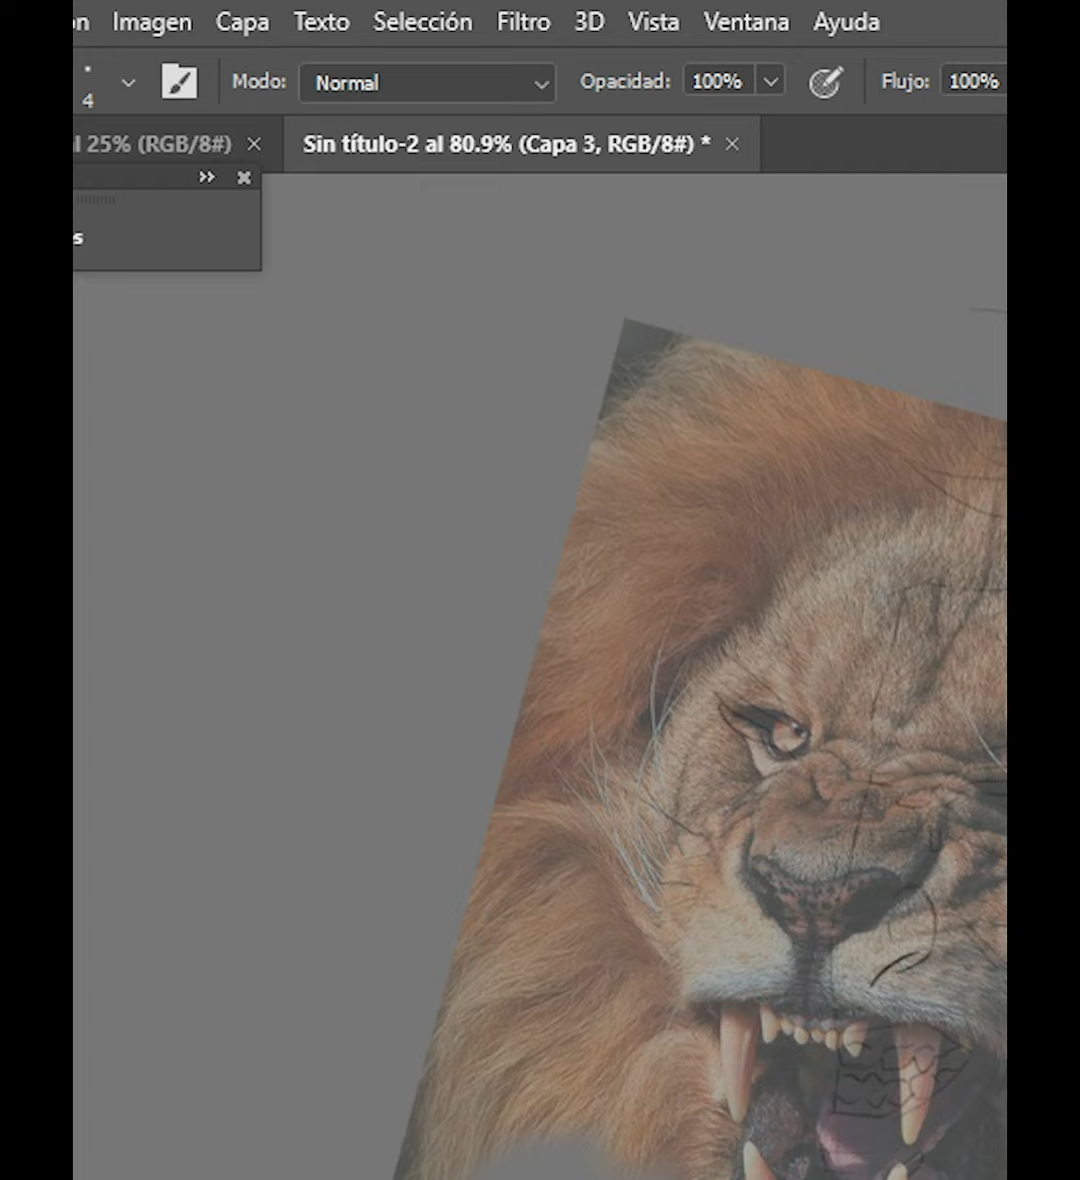 Imagen Capa Texto Selección Filtro 3D Vista Ventana Ayuda
4 Modo: Normal Opacidad: 100% Flujo: 100%
al 25% (RGB/8#) Sin título-2 al 80.9% (Capa 3, RGB/8#) *